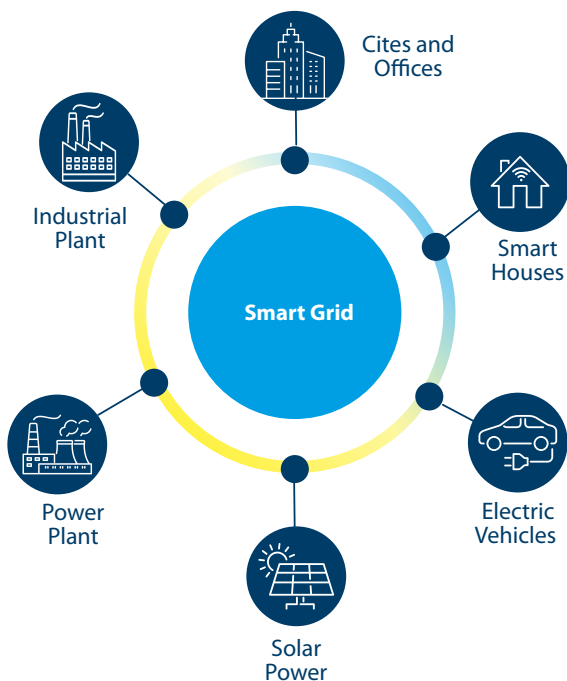 Cites and
Offices
Industrial
Plant
Smart
Houses
Smart Grid
Power
Plant
Electric
Vehicles
Solar
Power